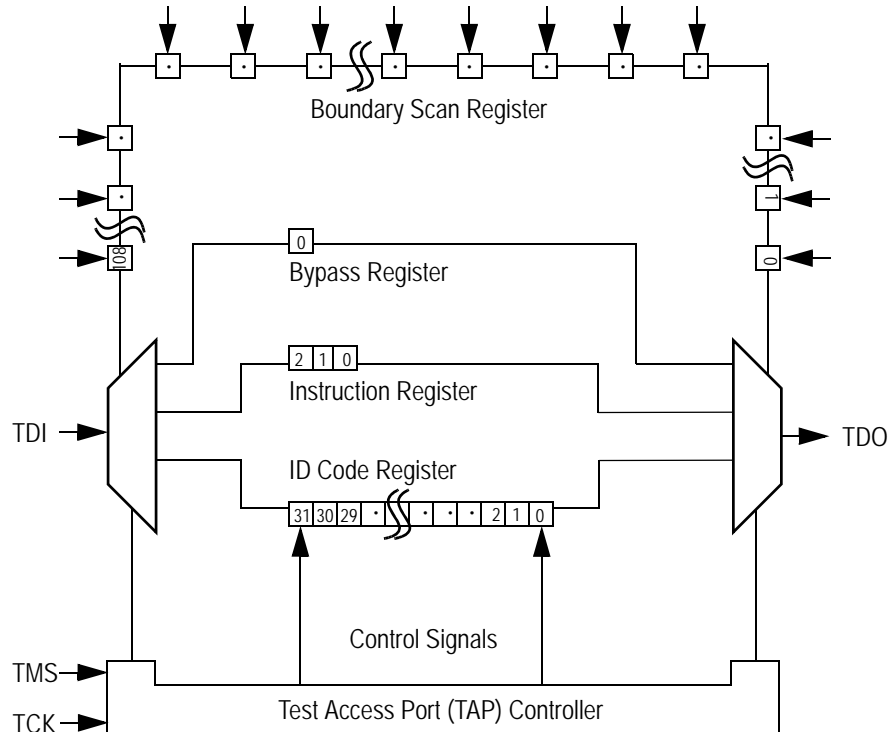 Boundary Scan Register
1
108
0
0
Bypass Register
2 1 0
Instruction Register
TDI
TDO
ID Code Register
31 30 29 · · · · · 2 1 0
Control Signals
TMS
Test Access Port (TAP) Controller
TCK